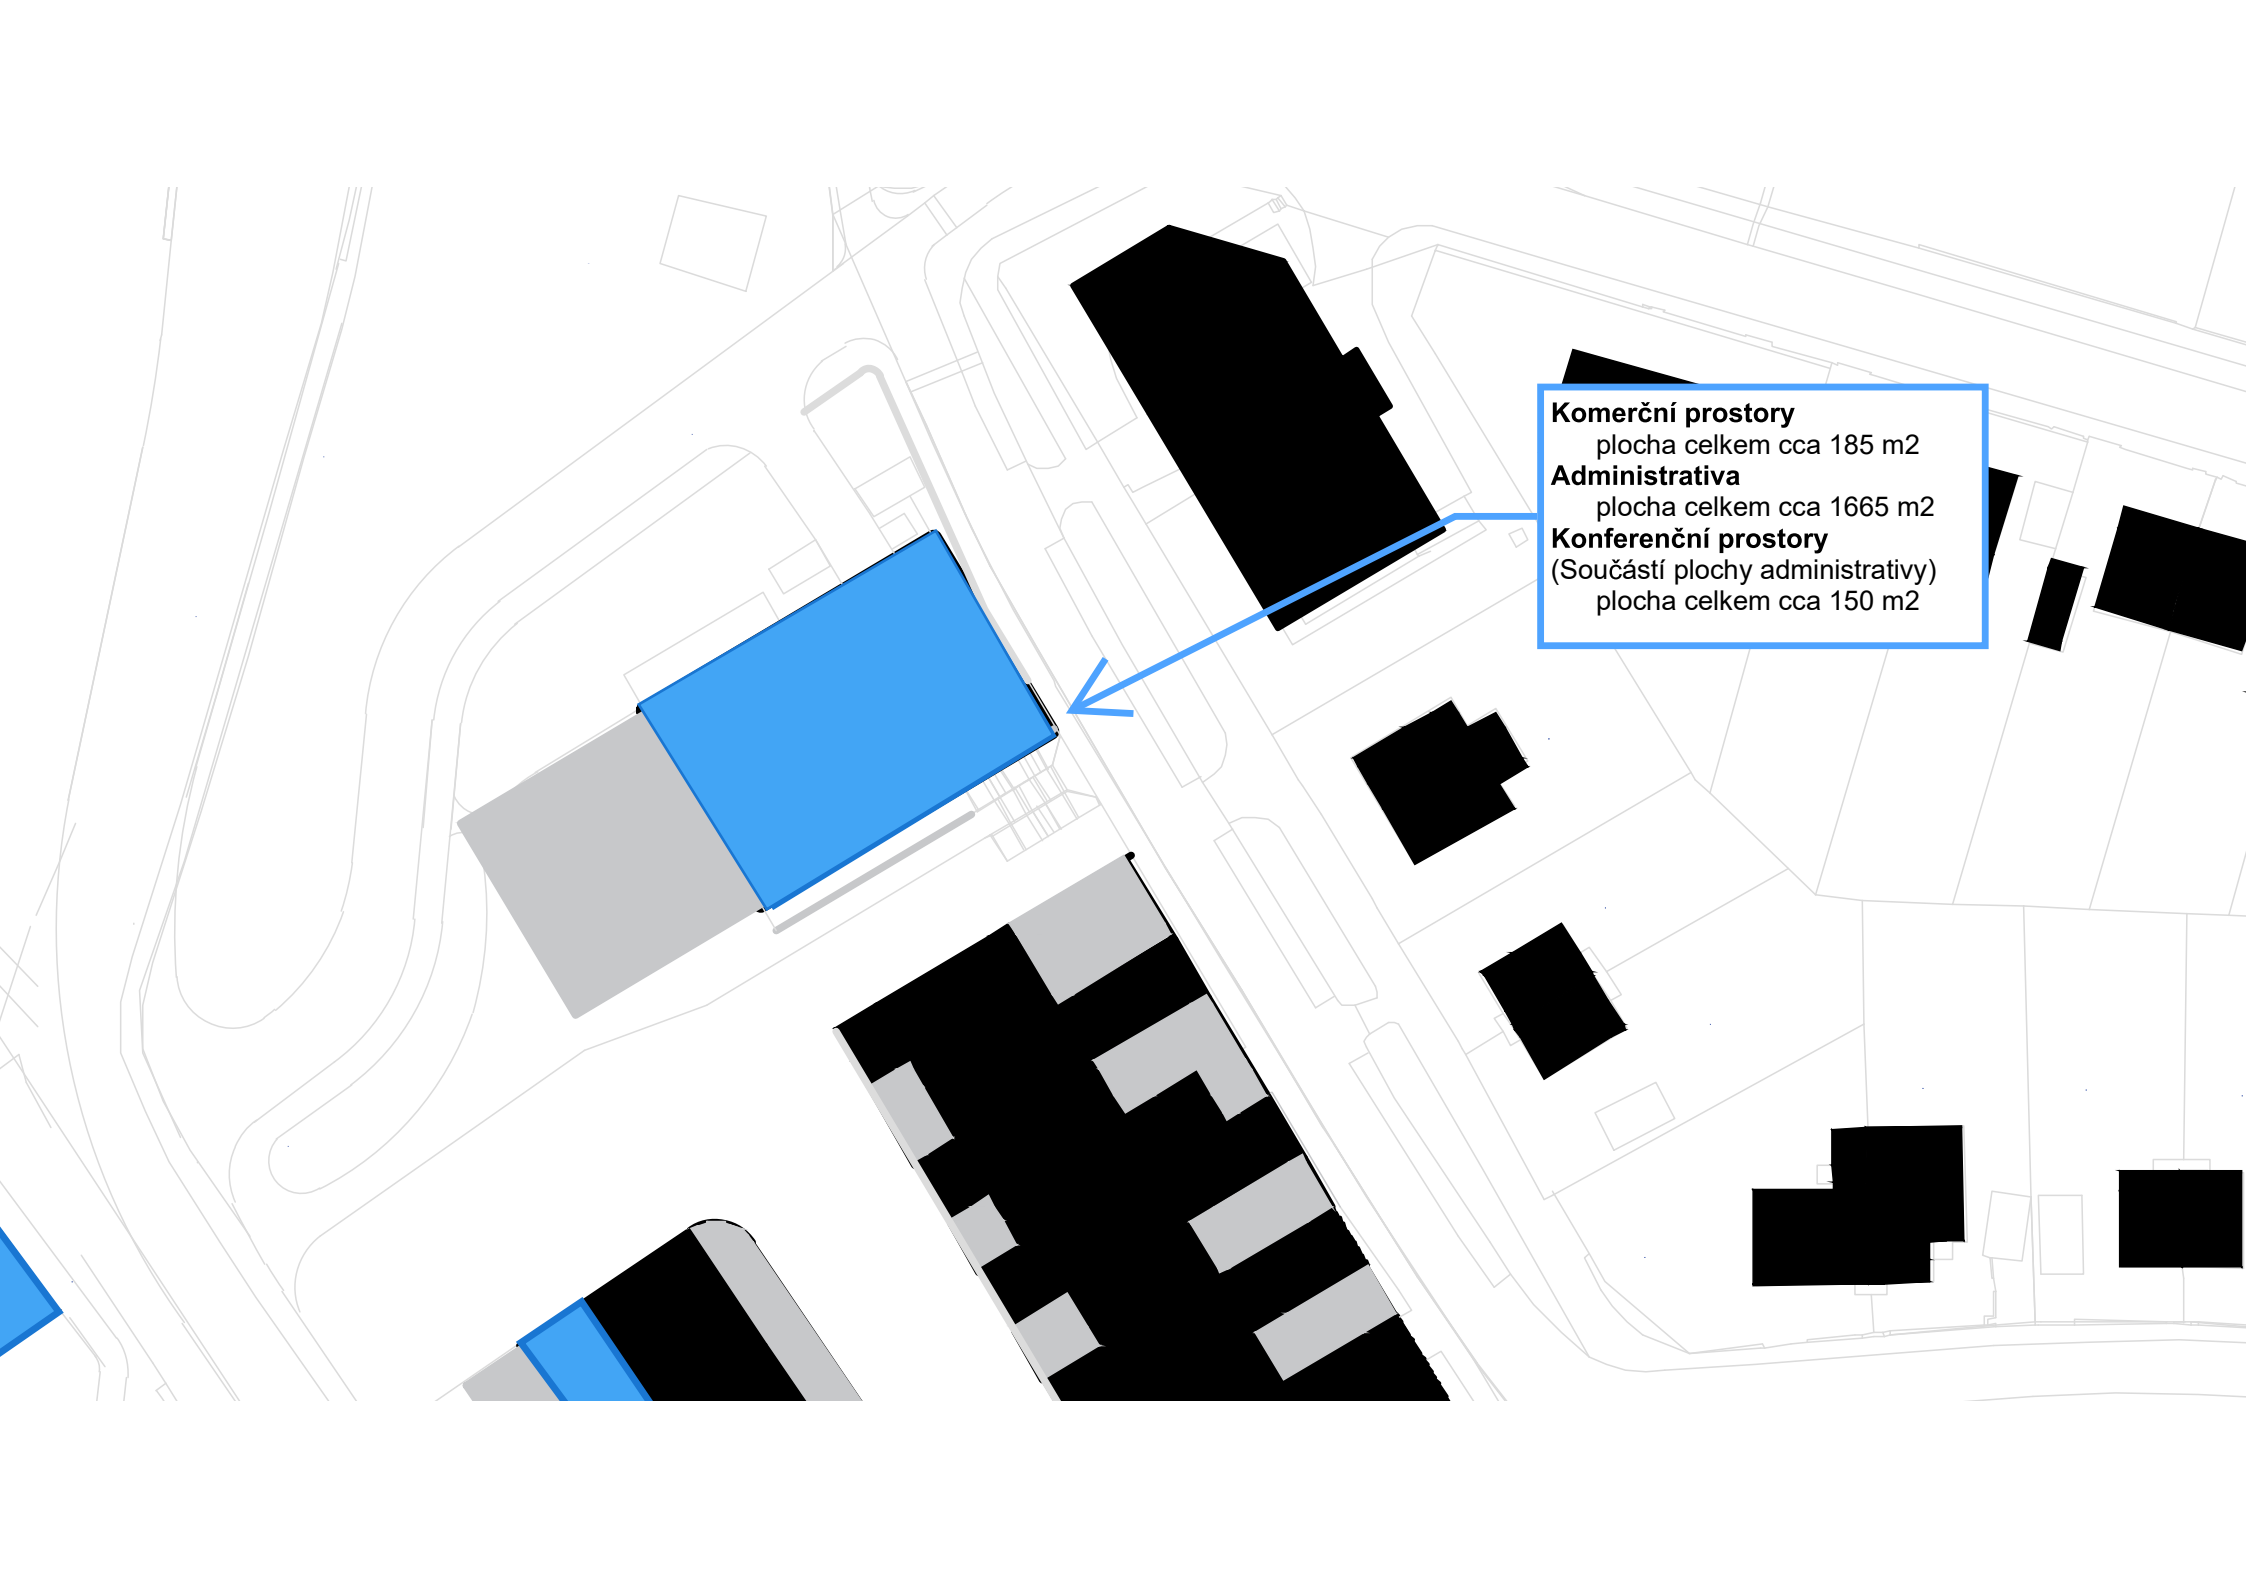 Komerční prostory
plocha celkem cca 185 m2
Administrativa
plocha celkem cca 1665 m2
Konferenční prostory
(Součástí plochy administrativy)
plocha celkem cca 150 m2